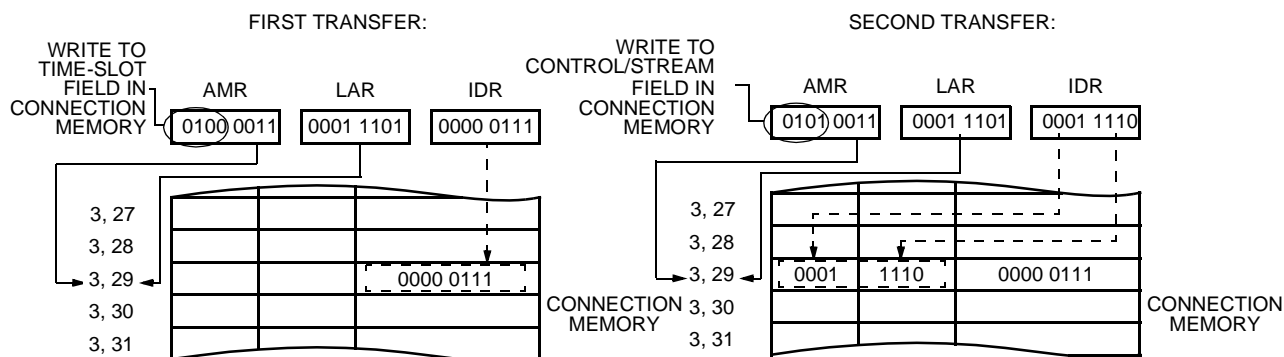 FIRST TRANSFER:
WRITE TO
TIME-SLOT
FIELD IN
CONNECTION
MEMORY
AMR LAR IDR
0100 0011 0001 1101 0000 0111
3, 27
3, 28
3, 29 0000 0111
3, 30
3, 31
CONNECTION
MEMORY
SECOND TRANSFER:
WRITE TO
CONTROL/STREAM
FIELD IN
CONNECTION
MEMORY
AMR LAR IDR
0101 0011 0001 1101 0001 1110
3, 27
3, 28
3, 29 0001 1110 0000 0111
3, 30
3, 31
CONNECTION
MEMORY